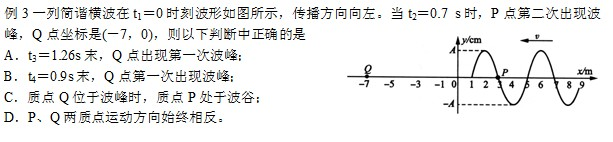 例 3 一列简谐横波在 t₁=0 时刻波形如图所示，传播方向向左。当 t₂=0.7 s 时，P 点第二次出现波
峰，Q 点坐标是(-7，0)，则以下判断中正确的是
A．t₃=1.26s 末，Q 点出现第一次波峰；
B．t₄=0.9s 末，Q 点第一次出现波峰；
C．质点 Q 位于波峰时，质点 P 处于波谷；
D．P、Q 两质点运动方向始终相反。
y/cm
v
A
Q
P
x/m
-7 -5 -3 -1 0 1 2 3 4 5 6 7 8 9
-A